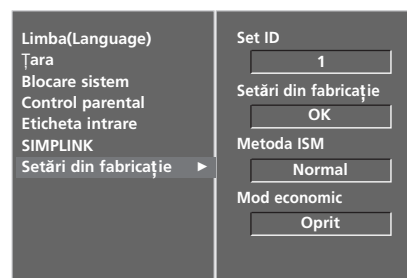 Limba(Language)
Țara
Blocare sistem
Control parental
Eticheta intrare
SIMPLINK
Setări din fabricație ►
Set ID
1
Setări din fabricație
OK
Metoda ISM
Normal
Mod economic
Oprit